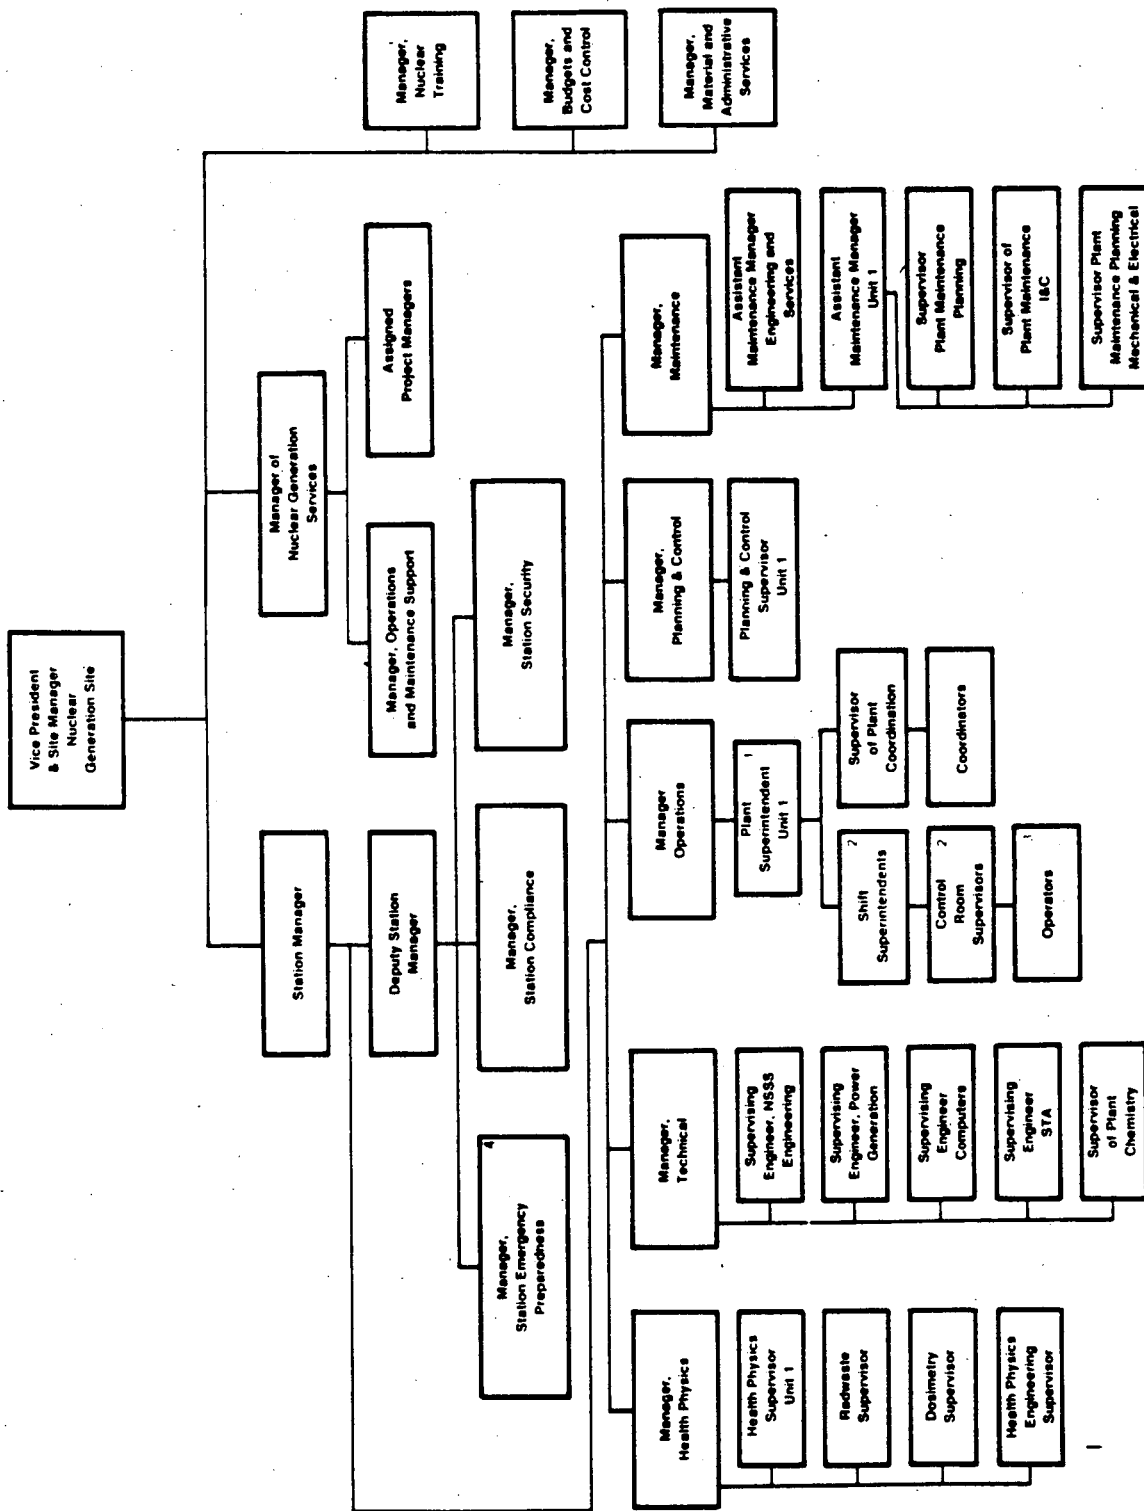 Vice President
& Site Manager
Nuclear
Generation Site
Station Manager
Manager of
Nuclear Generation
Services
Manager,
Nuclear
Training
Manager,
Budgets and
Cost Control
Manager,
Material and
Administrative
Services
Deputy Station
Manager
Manager, Operations
and Maintenance Support
Assigned
Project Managers
4
Manager,
Station Emergency
Preparedness
Manager,
Station Compliance
Manager,
Station Security
Manager,
Health Physics
Health Physics
Supervisor
Unit 1
Radwaste
Supervisor
Dosimetry
Supervisor
Health Physics
Engineering
Supervisor
Manager,
Technical
Supervising
Engineer, NSSS
Engineering
Supervising
Engineer, Power
Generation
Supervising
Engineer
Computers
Supervising
Engineer
STA
Supervisor
of Plant
Chemistry
Manager
Operations
Plant 1
Superintendent
Unit 1
2
Shift
Superintendents
Control 2
Room
Supervisors
3
Operators
Supervisor
of Plant
Coordination
Coordinators
Manager,
Planning & Control
Planning & Control
Supervisor
Unit 1
Manager,
Maintenance
Assistant
Maintenance Manager
Engineering and
Services
Assistant
Maintenance Manager
Unit 1
Supervisor
Plant Maintenance
Planning
Supervisor of
Plant Maintenance
I&C
Supervisor Plant
Maintenance Planning
Mechanical & Electrical